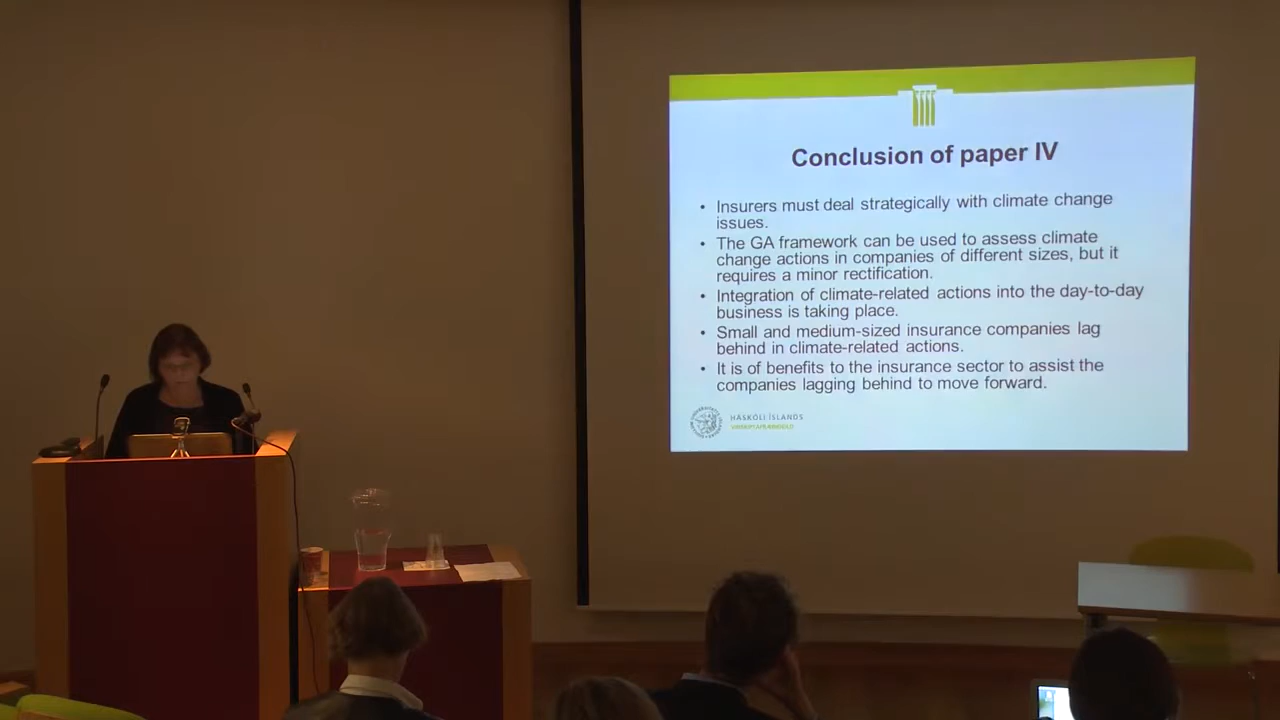 Conclusion of paper IV
• Insurers must deal strategically with climate change
issues.
• The GA framework can be used to assess climate
change actions in companies of different sizes, but it
requires a minor rectification.
• Integration of climate-related actions into the day-to-day
business is taking place.
• Small and medium-sized insurance companies lag
behind in climate-related actions.
• It is of benefits to the insurance sector to assist the
companies lagging behind to move forward.
HÁSKÓLI ÍSLANDS
VIÐSKIPTAFRÆÐIDEILD